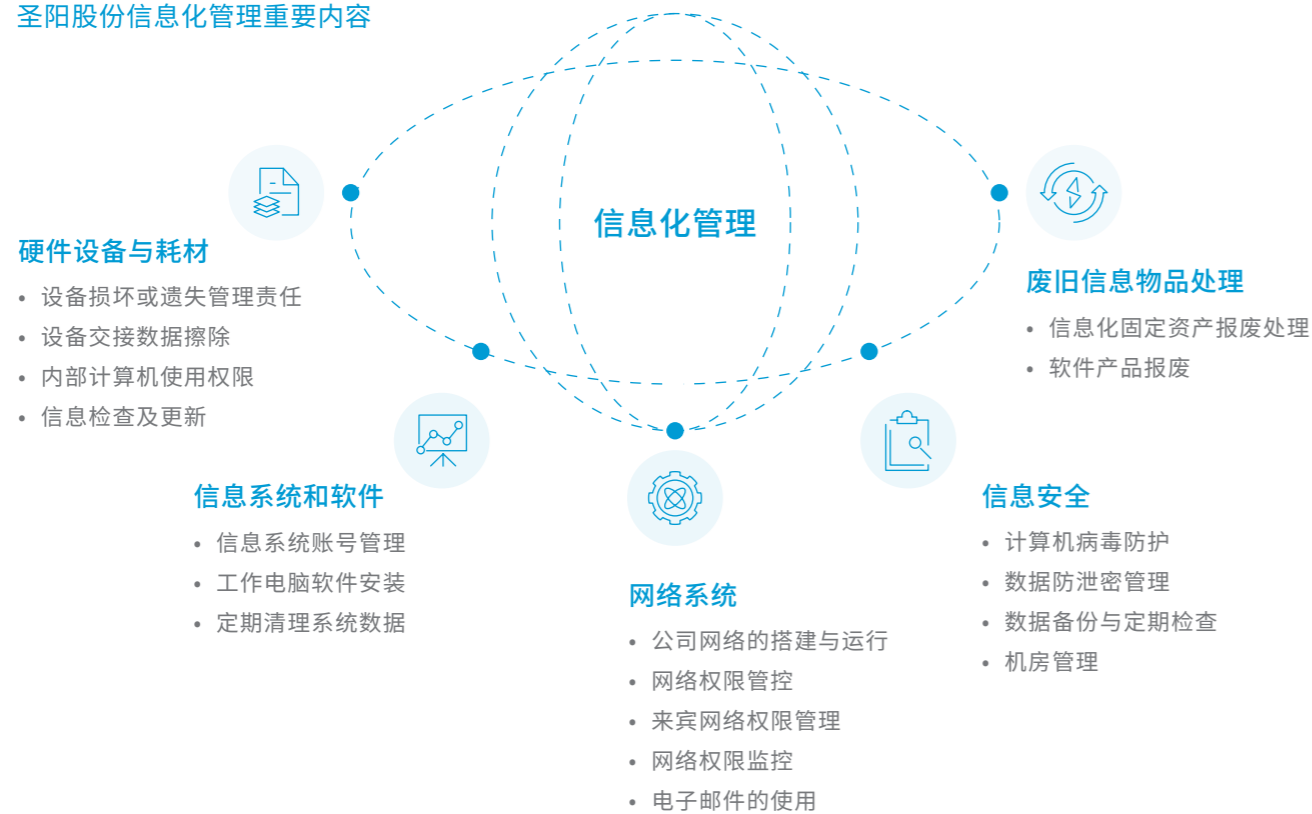 圣阳股份信息化管理重要内容
信息化管理
硬件设备与耗材
• 设备损坏或遗失管理责任
• 设备交接数据擦除
• 内部计算机使用权限
• 信息检查及更新
信息系统和软件
• 信息系统账号管理
• 工作电脑软件安装
• 定期清理系统数据
网络系统
• 公司网络的搭建与运行
• 网络权限管控
• 来宾网络权限管理
• 网络权限监控
• 电子邮件的使用
信息安全
• 计算机病毒防护
• 数据防泄密管理
• 数据备份与定期检查
• 机房管理
废旧信息物品处理
• 信息化固定资产报废处理
• 软件产品报废